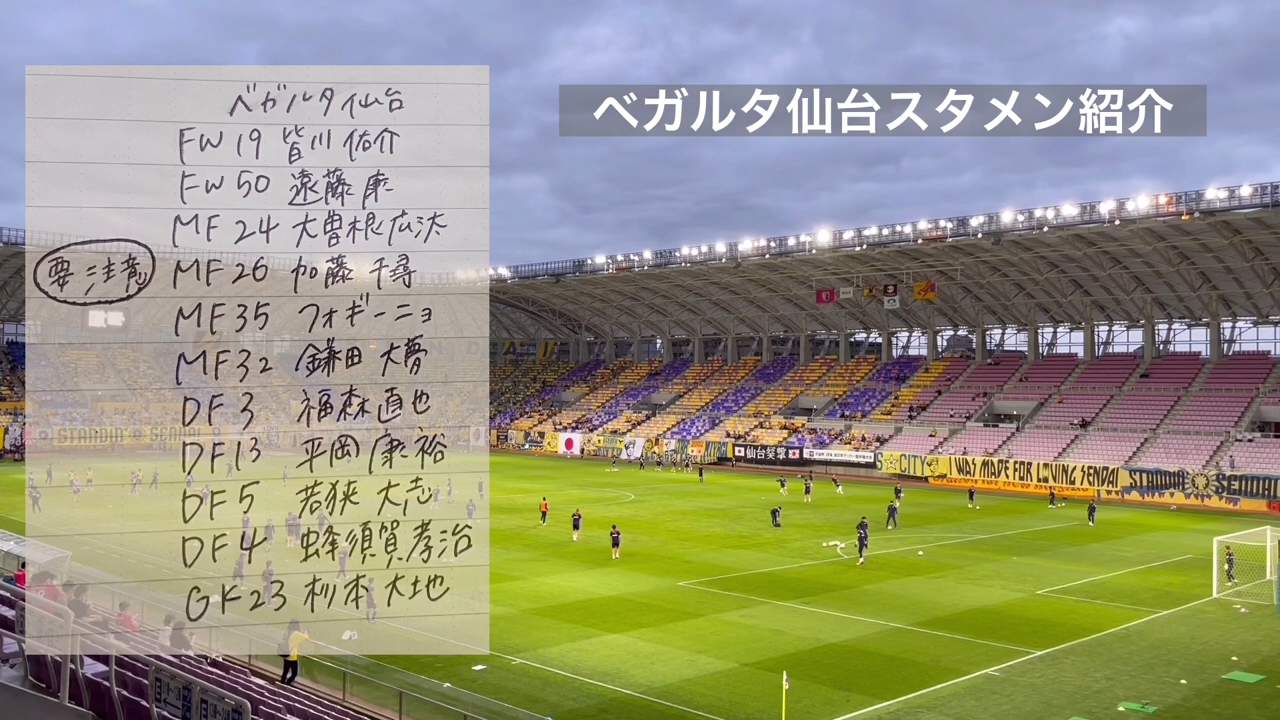 ベガルタ仙台スタメン紹介
ベガルタ仙台
FW 19 皆川 佑介
FW 50 遠藤 康
MF 24 大曽根 広汰
要注意 MF 26 加藤 千尋
MF 35 フォギーニョ
MF 32 鎌田 大夢
DF 3 福森 直也
DF 13 平岡 康裕
DF 5 若狭 大志
DF 4 蜂須賀 孝治
GK 23 杉本 大地
仙台撃撃
S☆CITY
I WAS MADE FOR LOVING SENDAI
STANDIN SENDAI
STANDIN SENDAI